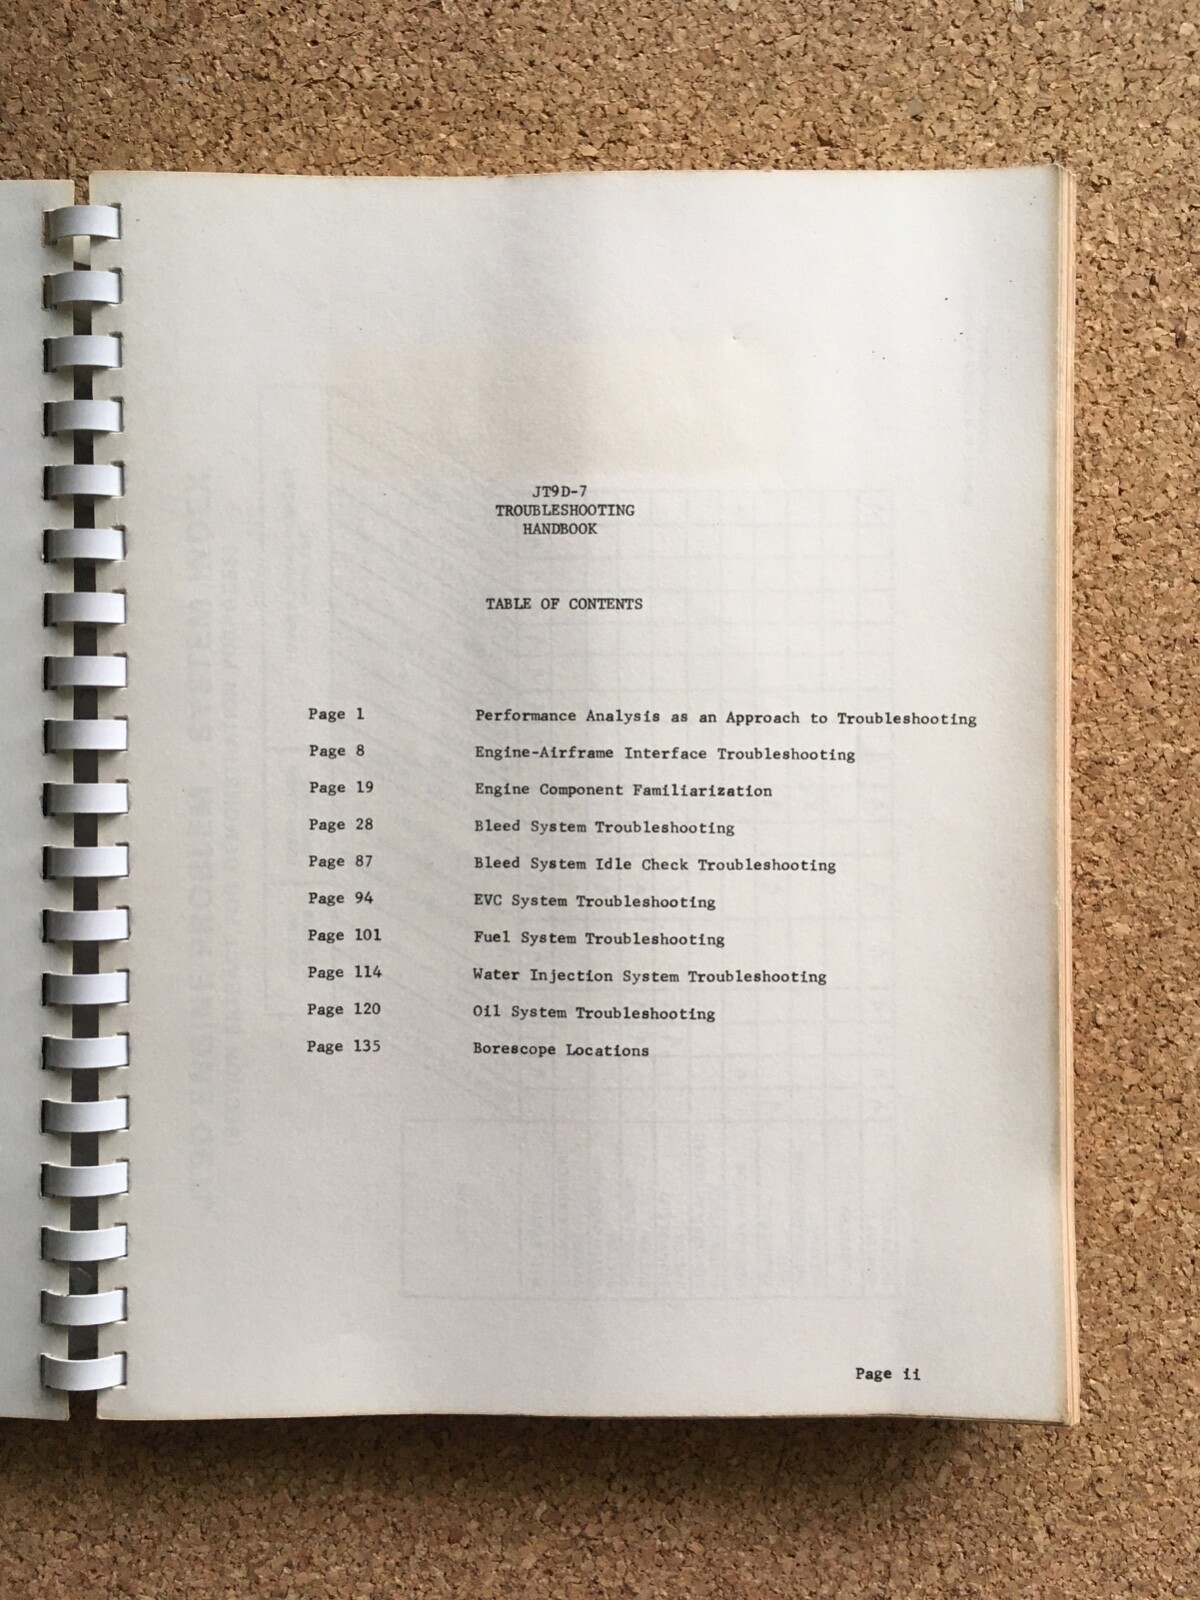 JT9D-7
TROUBLESHOOTING
HANDBOOK
TABLE OF CONTENTS
Page 1 Performance Analysis as an Approach to Troubleshooting
Page 8 Engine-Airframe Interface Troubleshooting
Page 19 Engine Component Familiarization
Page 28 Bleed System Troubleshooting
Page 87 Bleed System Idle Check Troubleshooting
Page 94 EVC System Troubleshooting
Page 101 Fuel System Troubleshooting
Page 114 Water Injection System Troubleshooting
Page 120 Oil System Troubleshooting
Page 135 Borescope Locations
Page ii